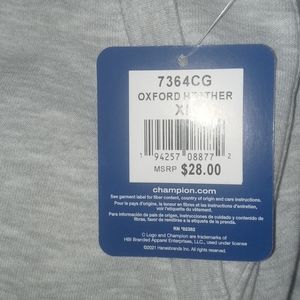 7364CG
OXFORD HEATHER
1 94257 08877 2
MSRP $28.00
champion.com
See garment label for fiber content, country of origin and care instructions.
Pour le pays d'origine, la teneur en fibres et les instructions d'entretien,
voir l'étiquette du vêtement.
Para información de país de origen, instrucciones de cuidado y contenido de
fibras, favor de remitirse a la etiqueta de la prenda.
C Logo and Champion are trademarks of
HBI Branded Apparel Enterprises, LLC, used under license
©2021 Hanesbrands Inc. All rights reserved.